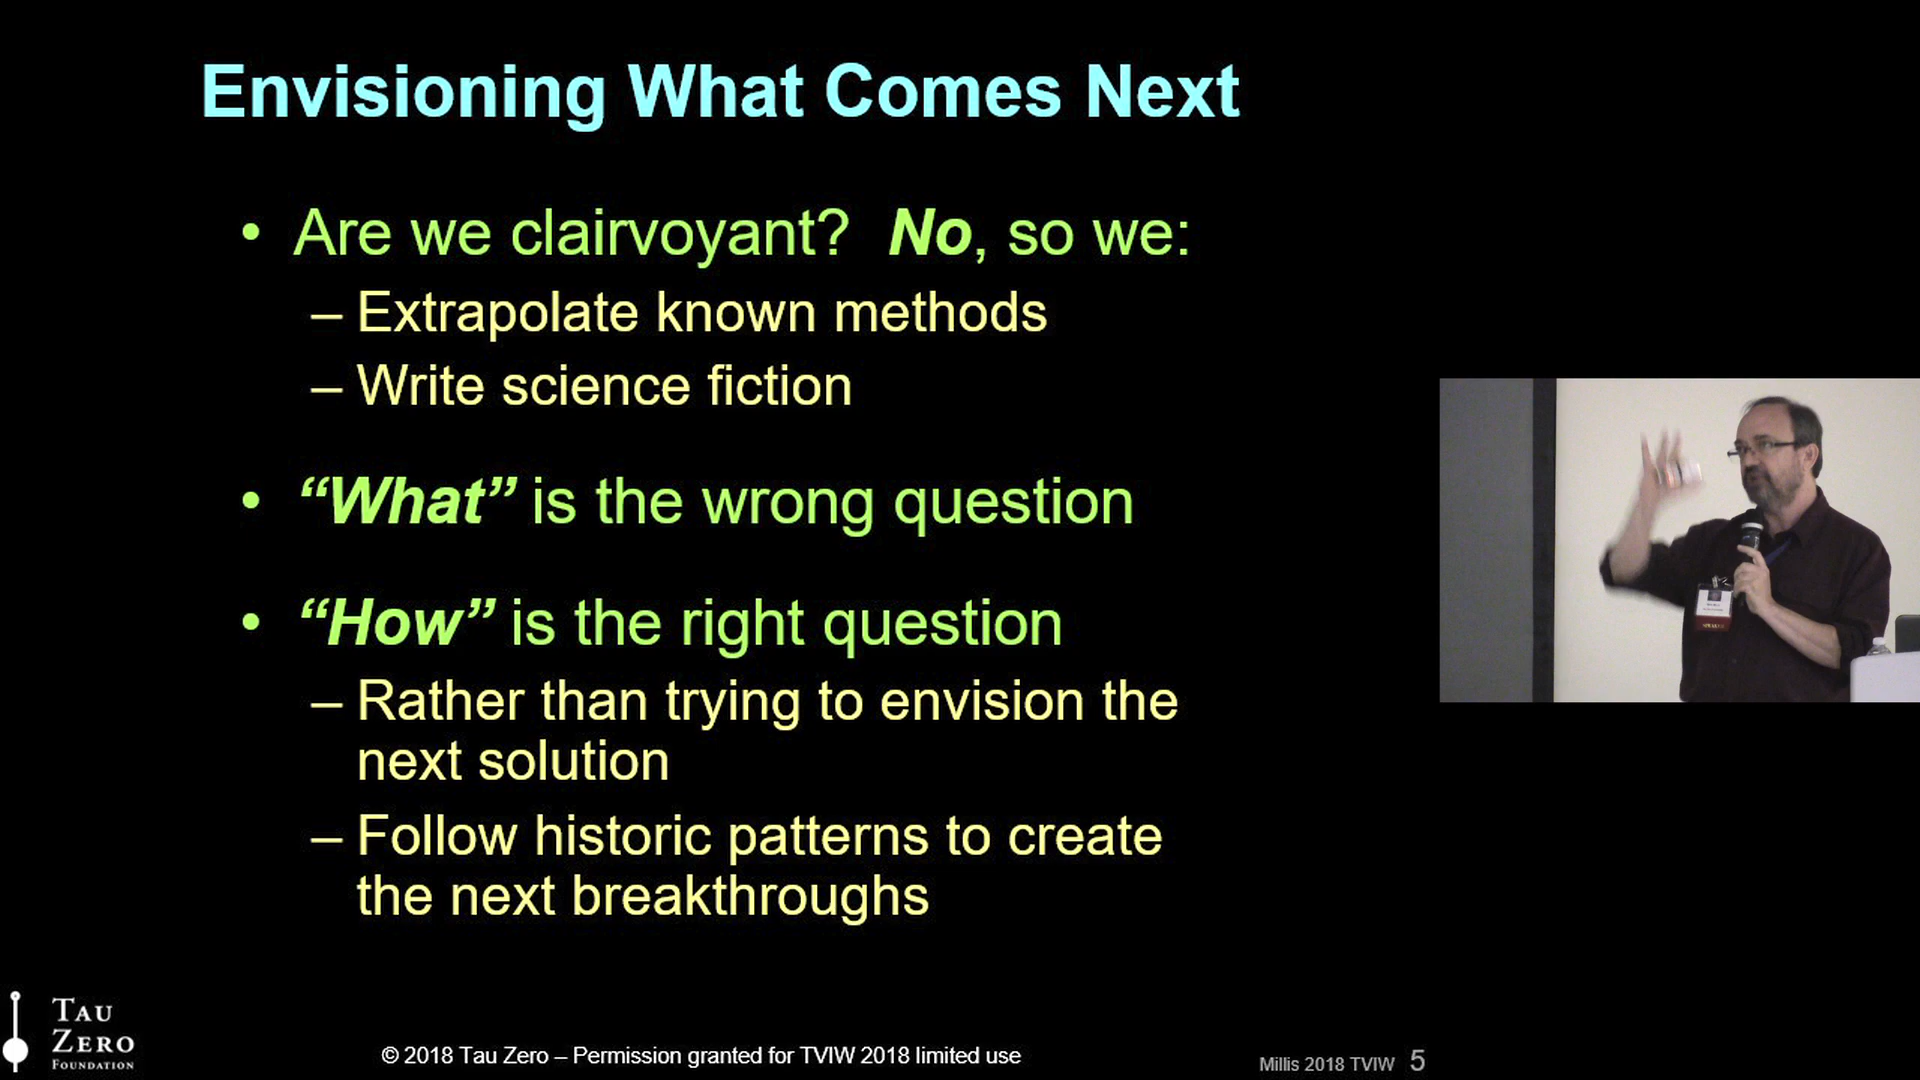 Envisioning What Comes Next
• Are we clairvoyant? No, so we:
– Extrapolate known methods
– Write science fiction
• “What” is the wrong question
• “How” is the right question
– Rather than trying to envision the
next solution
– Follow historic patterns to create
the next breakthroughs
TAU
ZERO
FOUNDATION
© 2018 Tau Zero – Permission granted for TVIW 2018 limited use
Millis 2018 TVIW 5